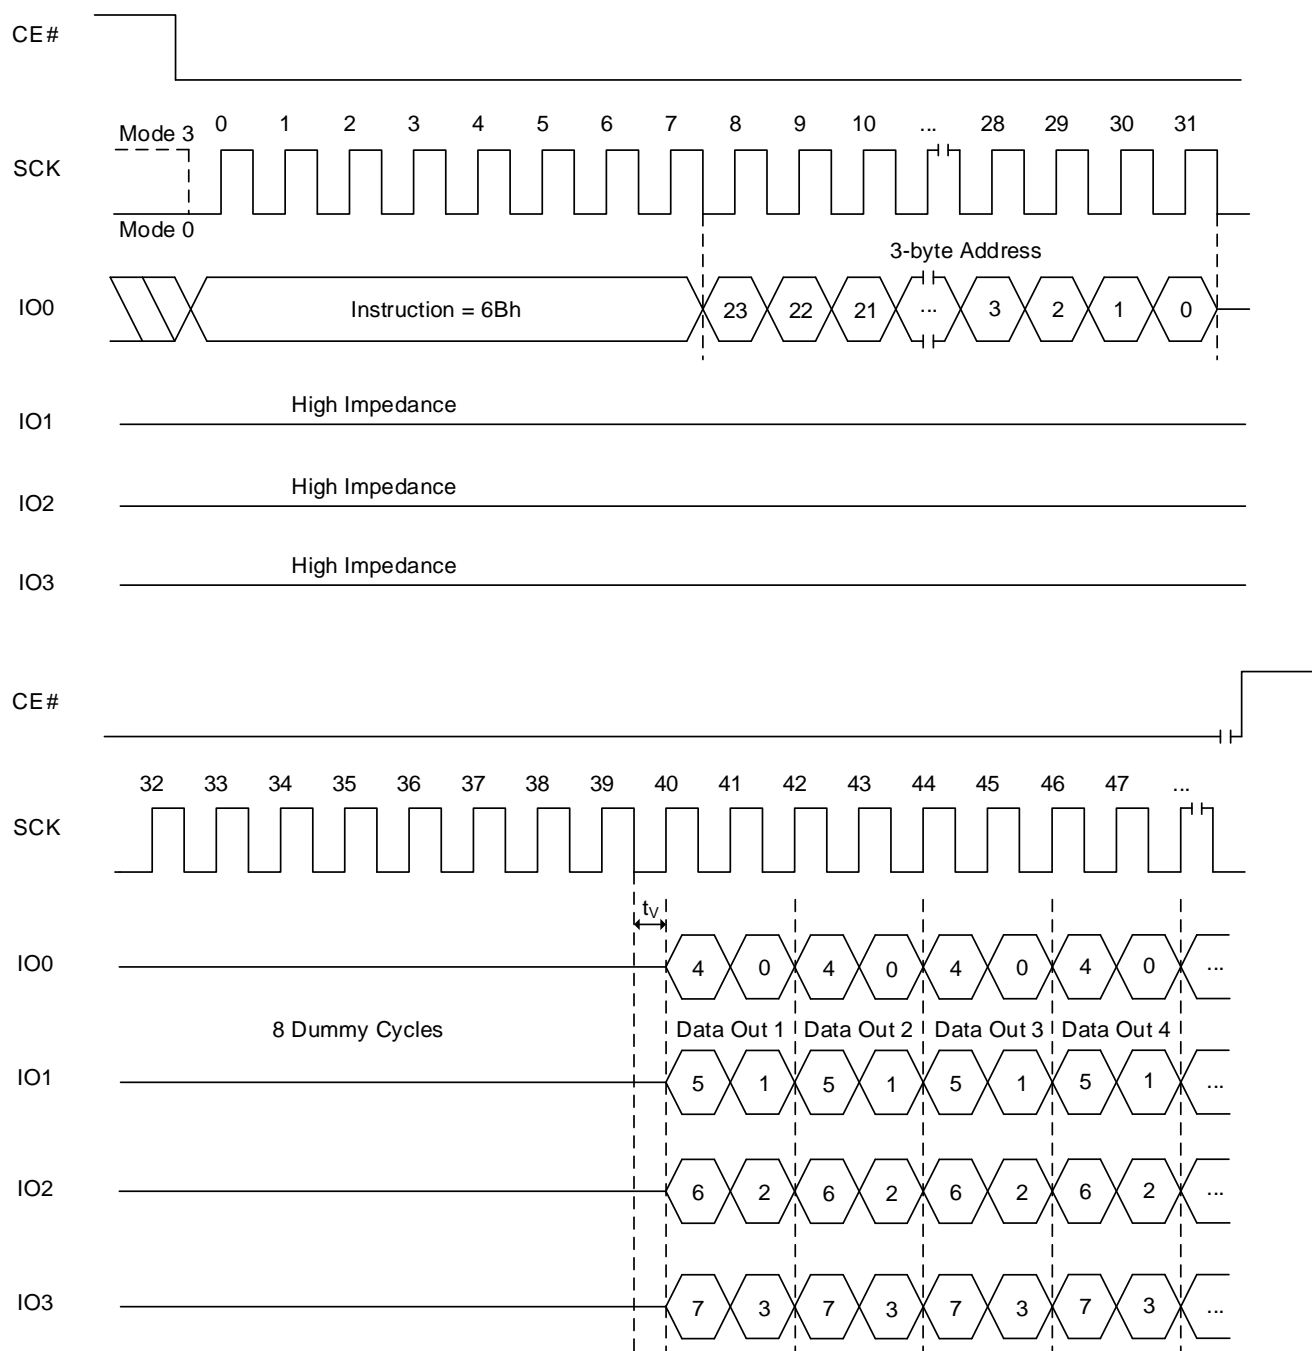 CE#
Mode 3 0 1 2 3 4 5 6 7 8 9 10 ... 28 29 30 31
SCK
Mode 0
3-byte Address
IO0 Instruction = 6Bh 23 22 21 ... 3 2 1 0
High Impedance
IO1
High Impedance
IO2
High Impedance
IO3
CE#
32 33 34 35 36 37 38 39 40 41 42 43 44 45 46 47 ...
SCK
tV
IO0 4 0 4 0 4 0 4 0 ...
8 Dummy Cycles Data Out 1 Data Out 2 Data Out 3 Data Out 4
IO1 5 1 5 1 5 1 5 1 ...
IO2 6 2 6 2 6 2 6 2 ...
IO3 7 3 7 3 7 3 7 3 ...